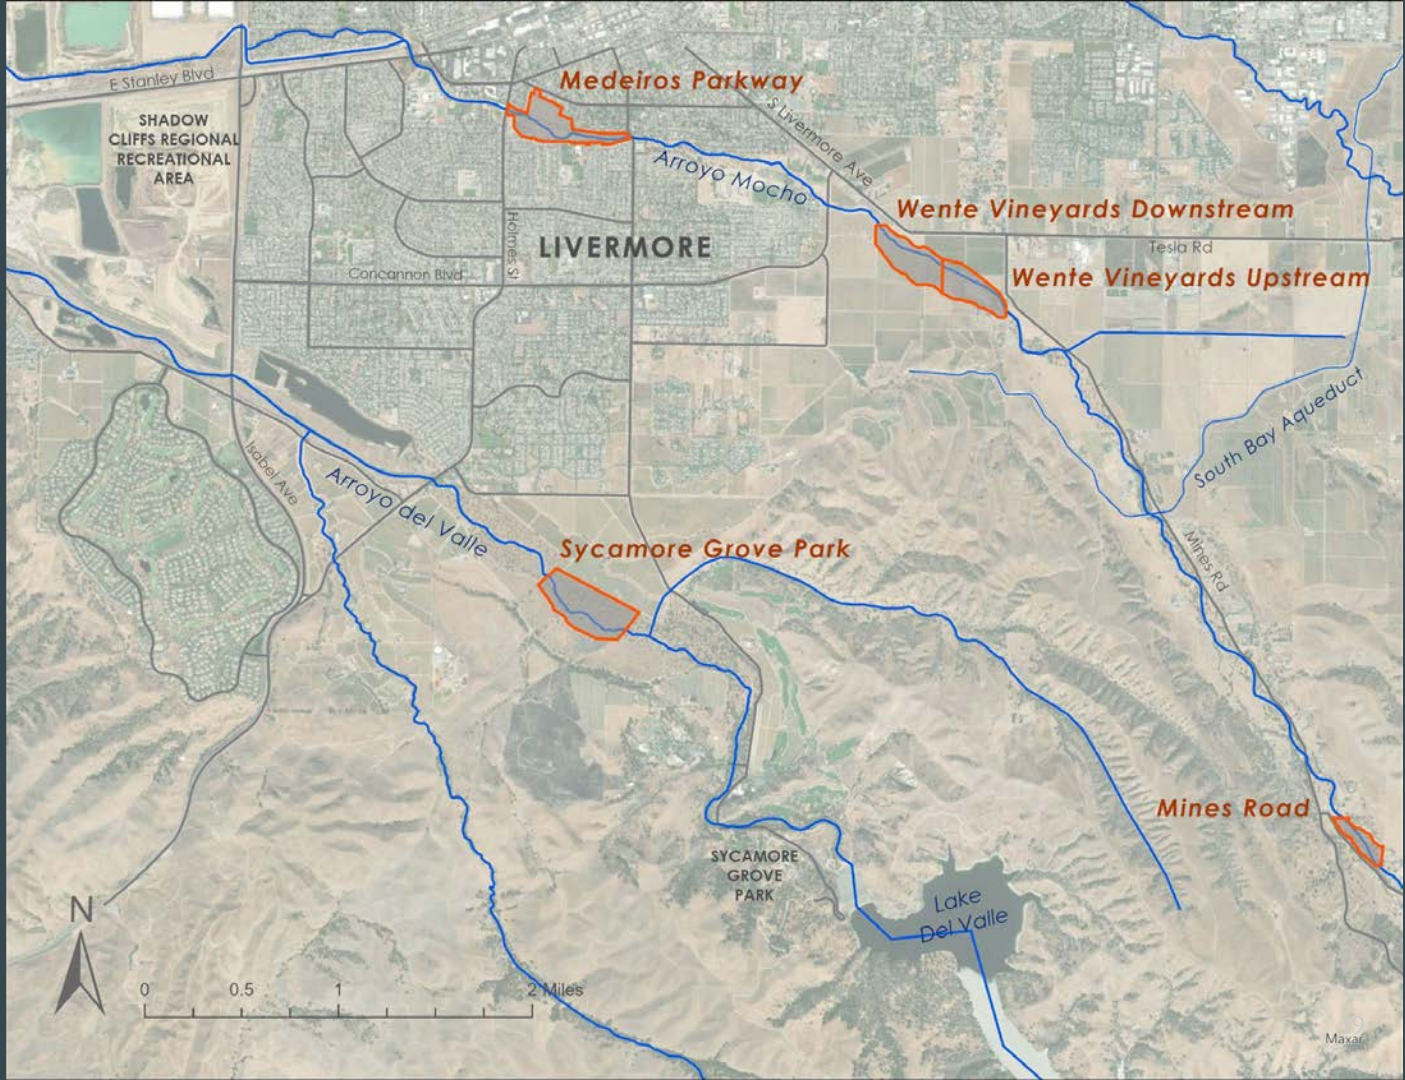 Medeiros Parkway
E Stanley Blvd
SHADOW
CLIFFS REGIONAL
RECREATIONAL
AREA
S Livermore Ave
Arroyo Mocho
Wente Vineyards Downstream
Holmes St
LIVERMORE
Tesla Rd
Concannon Blvd
Wente Vineyards Upstream
South Bay Aqueduct
Isabel Ave
Arroyo del Valle
Sycamore Grove Park
Mines Rd
Mines Road
SYCAMORE
GROVE
PARK
Lake
Del Valle
N
0 0.5 1 2 Miles
Maxar